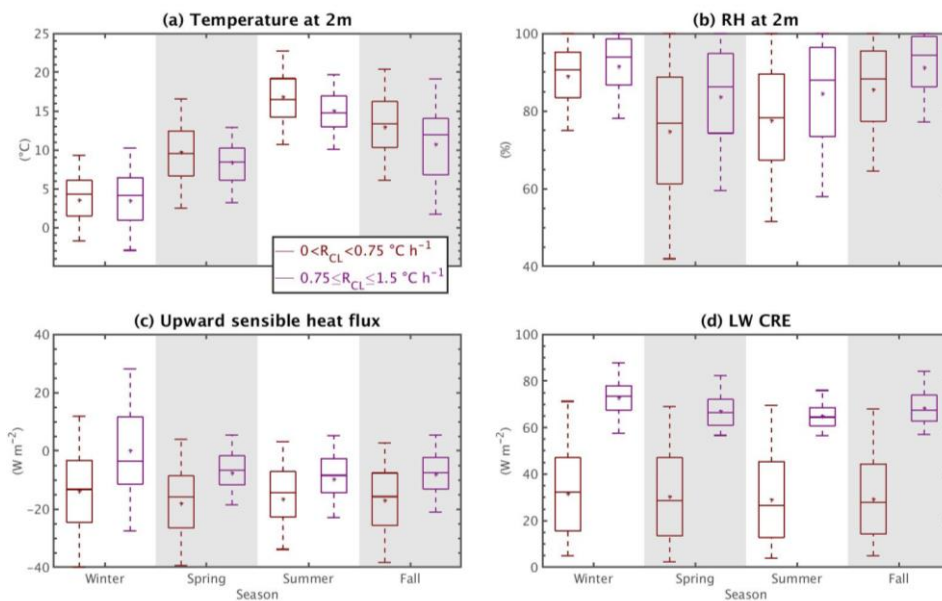 (a) Temperature at 2m
25
20
15
10
5
0
(°C)
0<R_CL<0.75 °C h⁻¹
0.75≤R_CL≤1.5 °C h⁻¹
(b) RH at 2m
100
80
60
40
(%)
(c) Upward sensible heat flux
40
20
0
-20
-40
(W m⁻²)
Winter Spring Summer Fall
Season
(d) LW CRE
100
80
60
40
20
0
(W m⁻²)
Winter Spring Summer Fall
Season